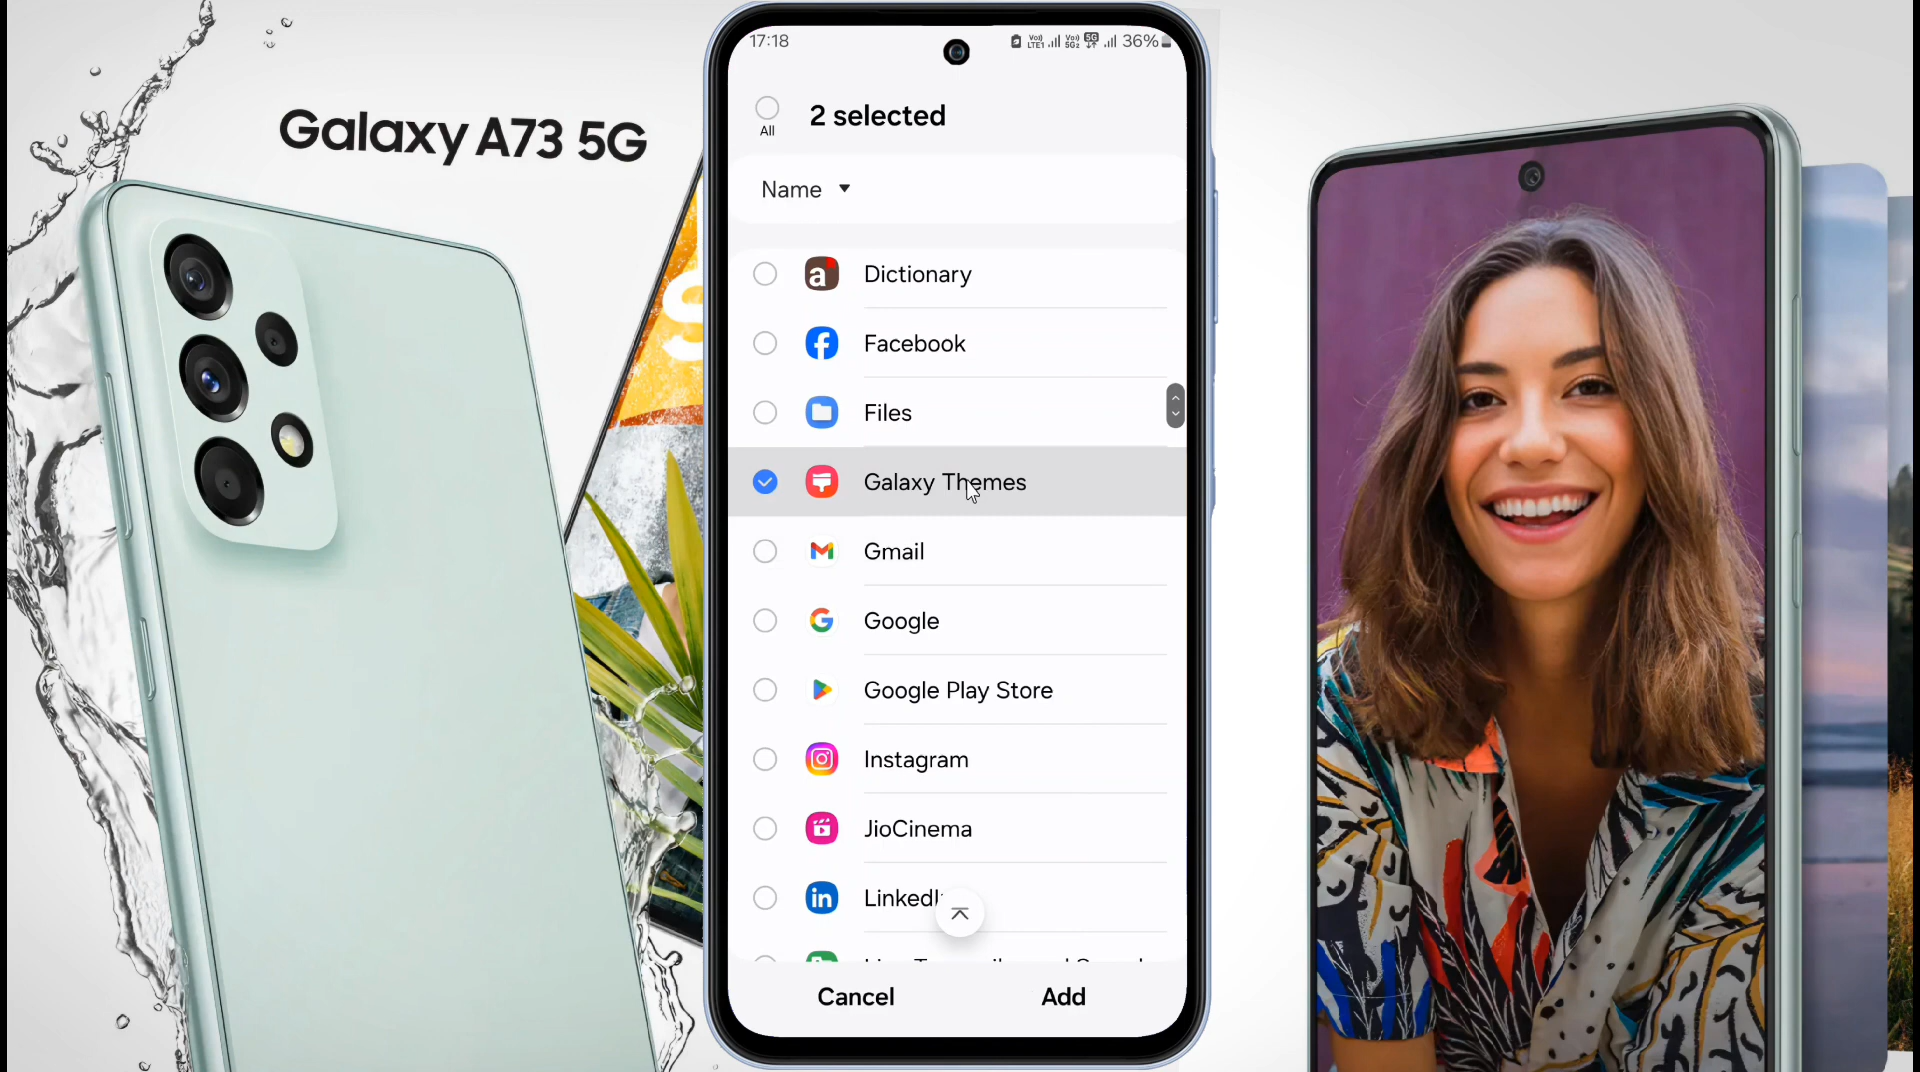 Galaxy A73 5G
17:18
36%
2 selected
All
Name
Dictionary
Facebook
Files
Galaxy Themes
Gmail
Google
Google Play Store
Instagram
JioCinema
LinkedI
Cancel
Add